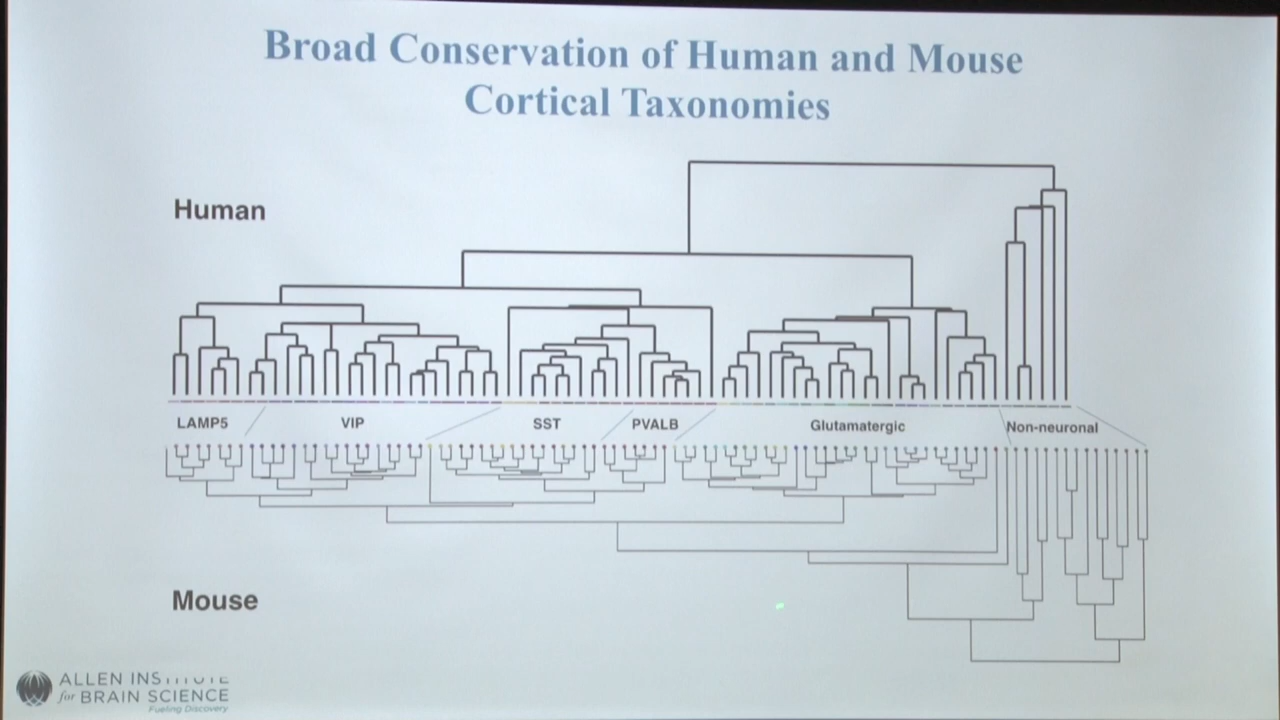 Broad Conservation of Human and Mouse
Cortical Taxonomies
Human
LAMP5
VIP
SST
PVALB
Glutamatergic
Non-neuronal
Mouse
ALLEN INSTITUTE
for BRAIN SCIENCE
Fueling Discovery